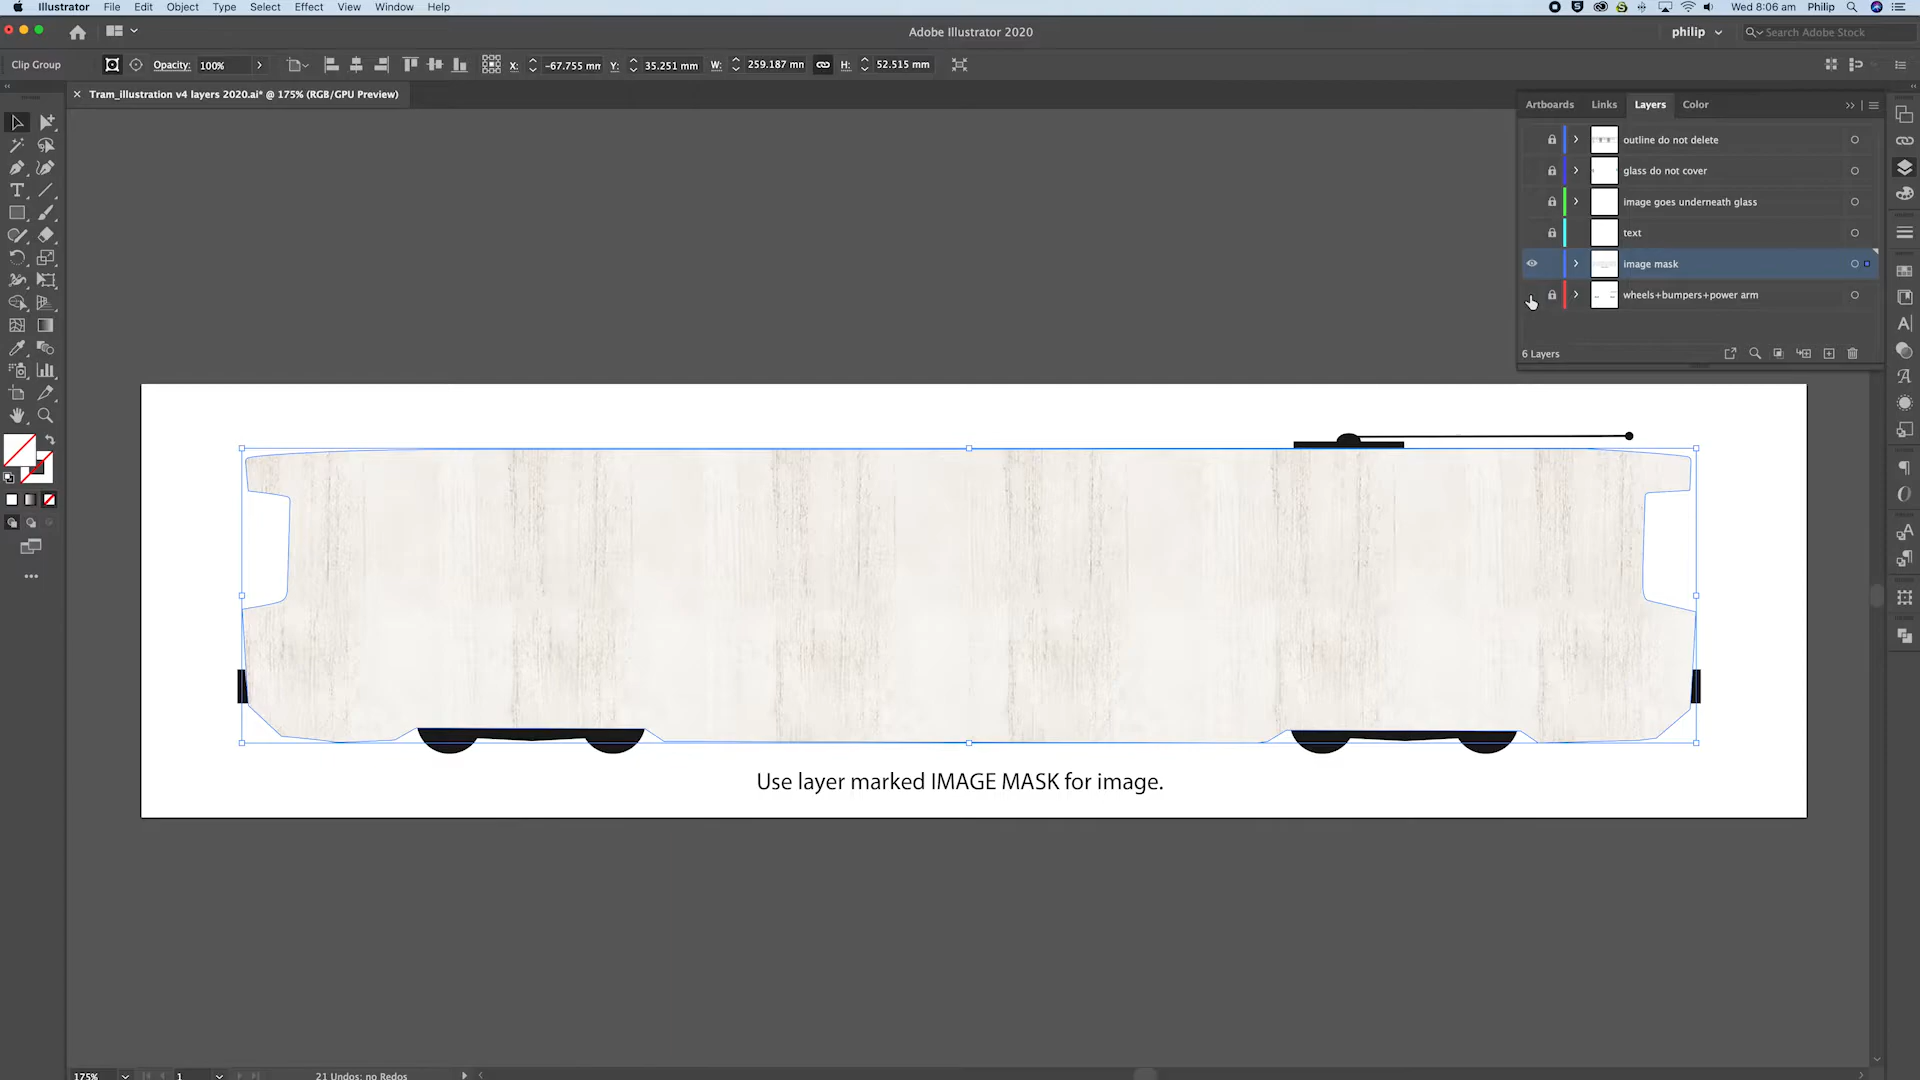 Illustrator File Edit Object Type Select Effect View Window Help
Wed 8:06 am Philip
Adobe Illustrator 2020
philip
Search Adobe Stock
Clip Group
Opacity: 100%
X: -67.755 mm Y: 35.251 mm W: 259.187 mm H: 52.515 mm
Tram_illustration v4 layers 2020.ai* @ 175% (RGB/GPU Preview)
Artboards Links Layers Color
outline do not delete
glass do not cover
image goes underneath glass
text
image mask
wheels+bumpers+power arm
6 Layers
Use layer marked IMAGE MASK for image.
175% 1 21 Undos: no Redos